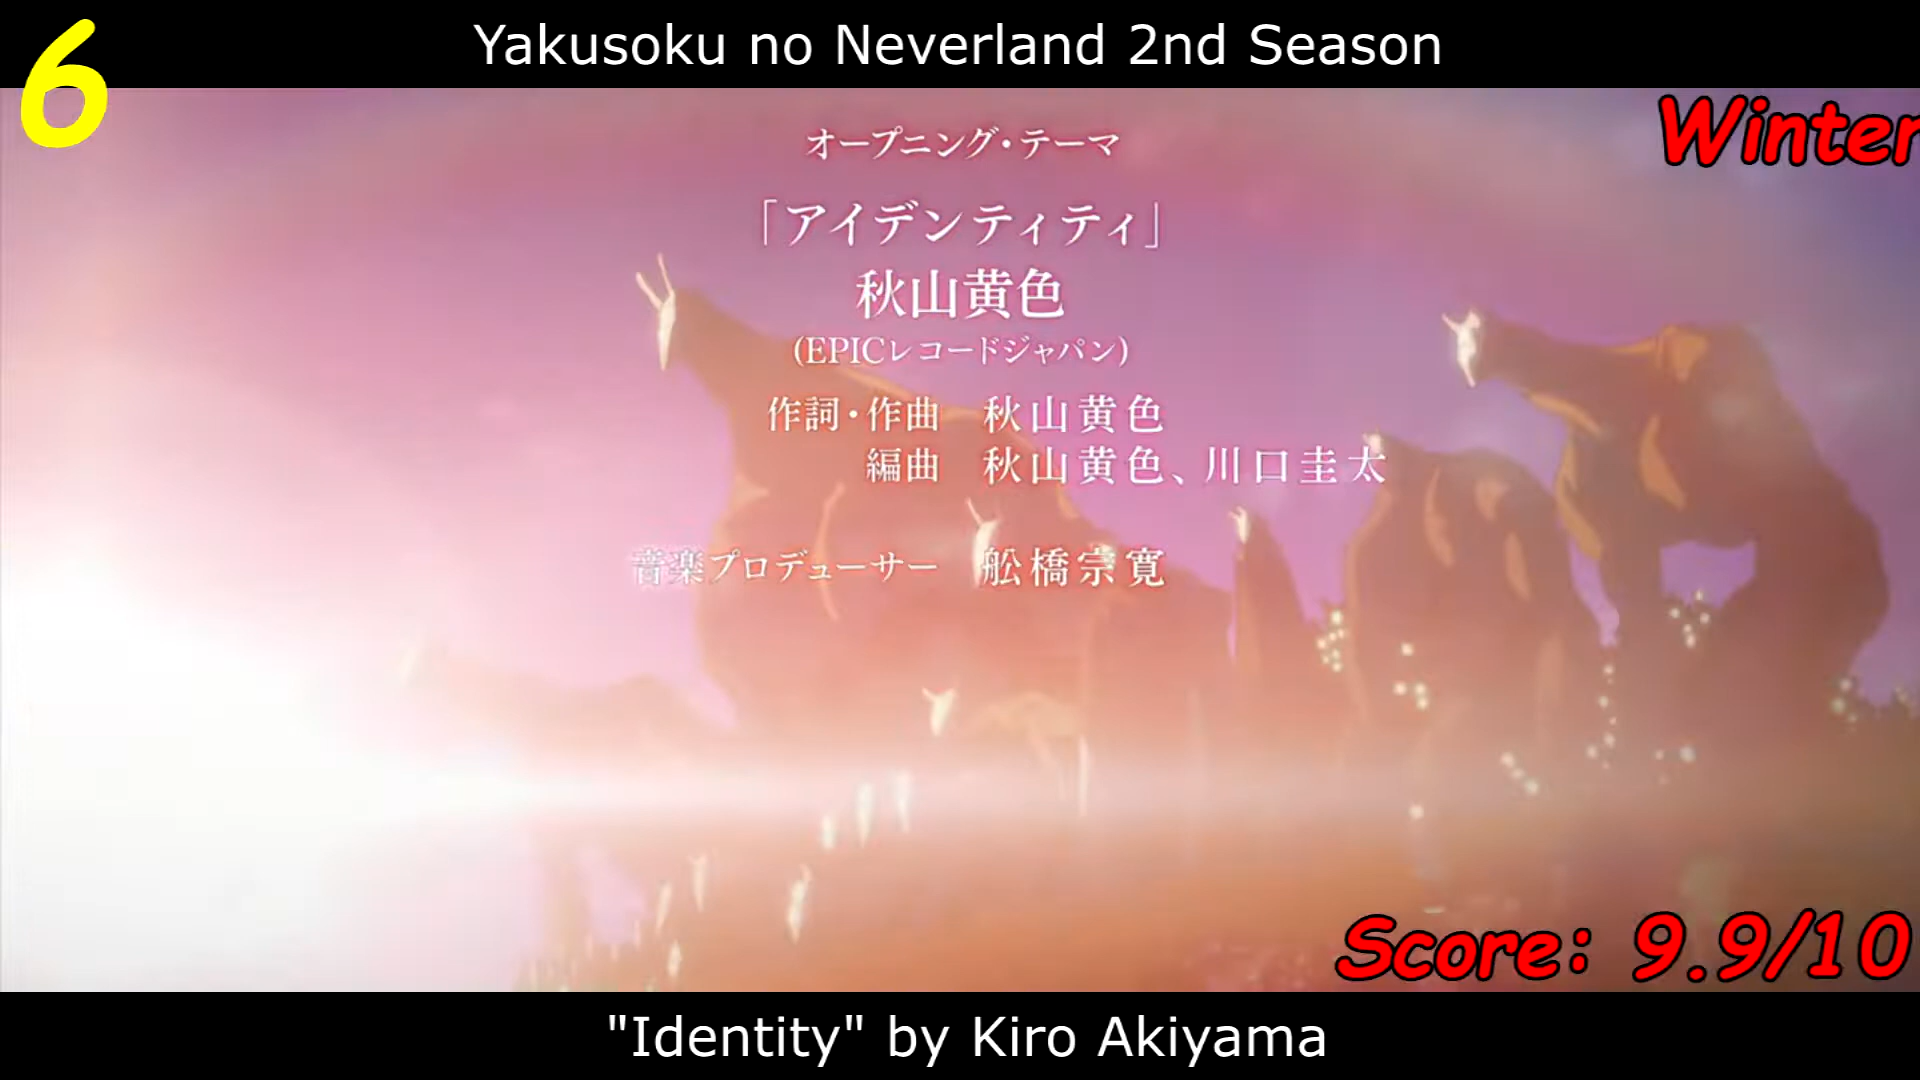 6
Yakusoku no Neverland 2nd Season
Winter
オープニング・テーマ
「アイデンティティ」
秋山黄色
(EPICレコードジャパン)
作詞・作曲 秋山黄色
編曲 秋山黄色、川口圭太
音楽プロデューサー 舩橋宗寛
Score: 9.9/10
"Identity" by Kiro Akiyama